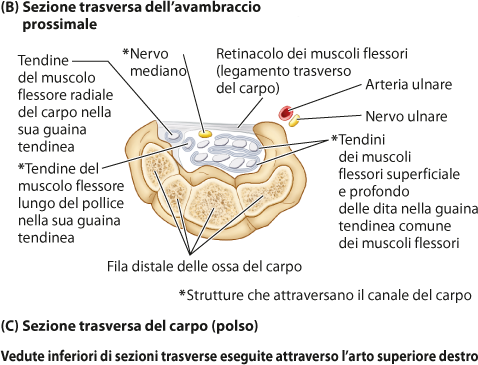 (B) Sezione trasversa dell'avambraccio
prossimale
Tendine
del muscolo
flessore radiale
del carpo nella
sua guaina
tendinea
*Nervo
mediano
Retinacolo dei muscoli flessori
(legamento trasverso
del carpo)
Arteria ulnare
Nervo ulnare
*Tendine del
muscolo flessore
lungo del pollice
nella sua guaina
tendinea
*Tendini
dei muscoli
flessori superficiale
e profondo
delle dita nella guaina
tendinea comune
dei muscoli flessori
Fila distale delle ossa del carpo
*Strutture che attraversano il canale del carpo
(C) Sezione trasversa del carpo (polso)
Vedute inferiori di sezioni trasverse eseguite attraverso l'arto superiore destro